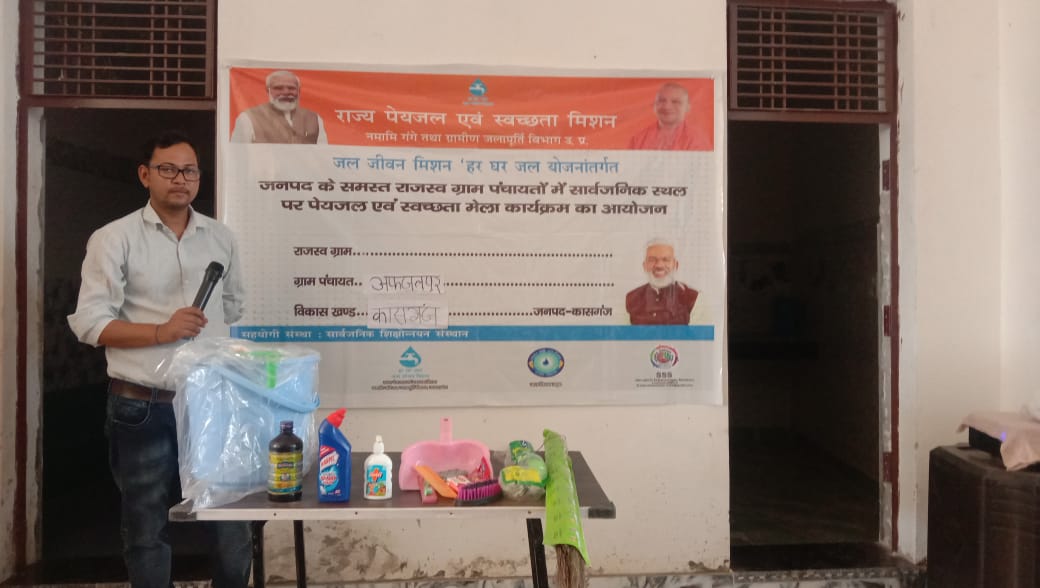 राज्य पेयजल एवं स्वच्छता मिशन
नमामि गंगे तथा ग्रामीण जलापूर्ति विभाग उ. प्र.
जल जीवन मिशन 'हर घर जल योजनांतर्गत
जनपद के समस्त राजस्व ग्राम पंचायतों में सार्वजनिक स्थल
पर पेयजल एवं स्वच्छता मेला कार्यक्रम का आयोजन
राजस्व ग्राम..........
ग्राम पंचायत.. अफजलपुर..........
विकास खण्ड... कासगंज..........जनपद-कासगंज
सहयोगी संस्था : सार्वजनिक शिक्षोन्नयन संस्थान
SSS